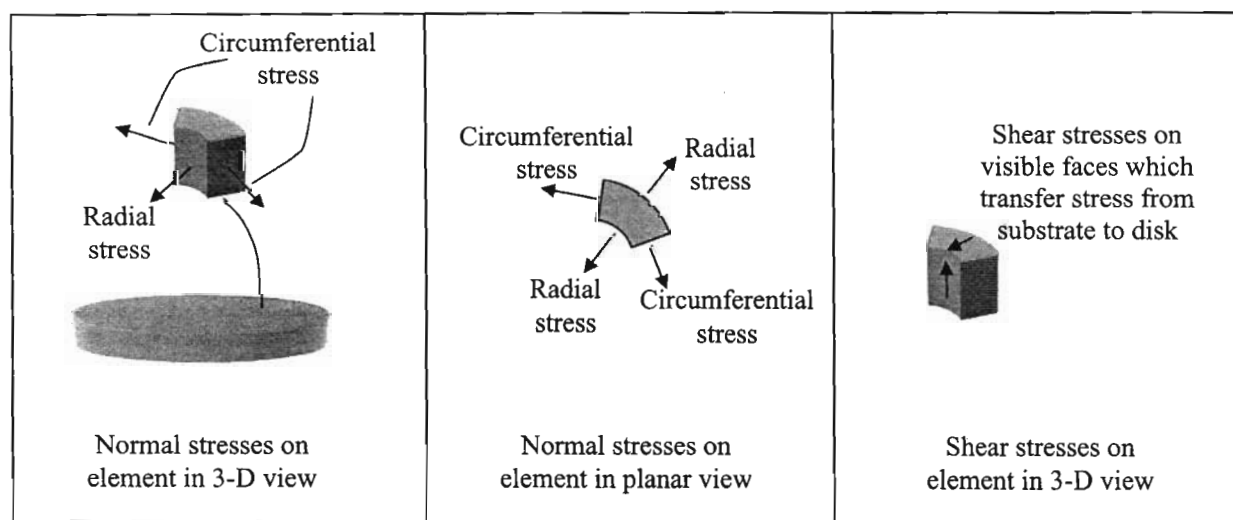 Circumferential
stress
Radial
stress
Normal stresses on
element in 3-D view
Circumferential
stress
Radial
stress
Radial
stress
Circumferential
stress
Normal stresses on
element in planar view
Shear stresses on
visible faces which
transfer stress from
substrate to disk
Shear stresses on
element in 3-D view